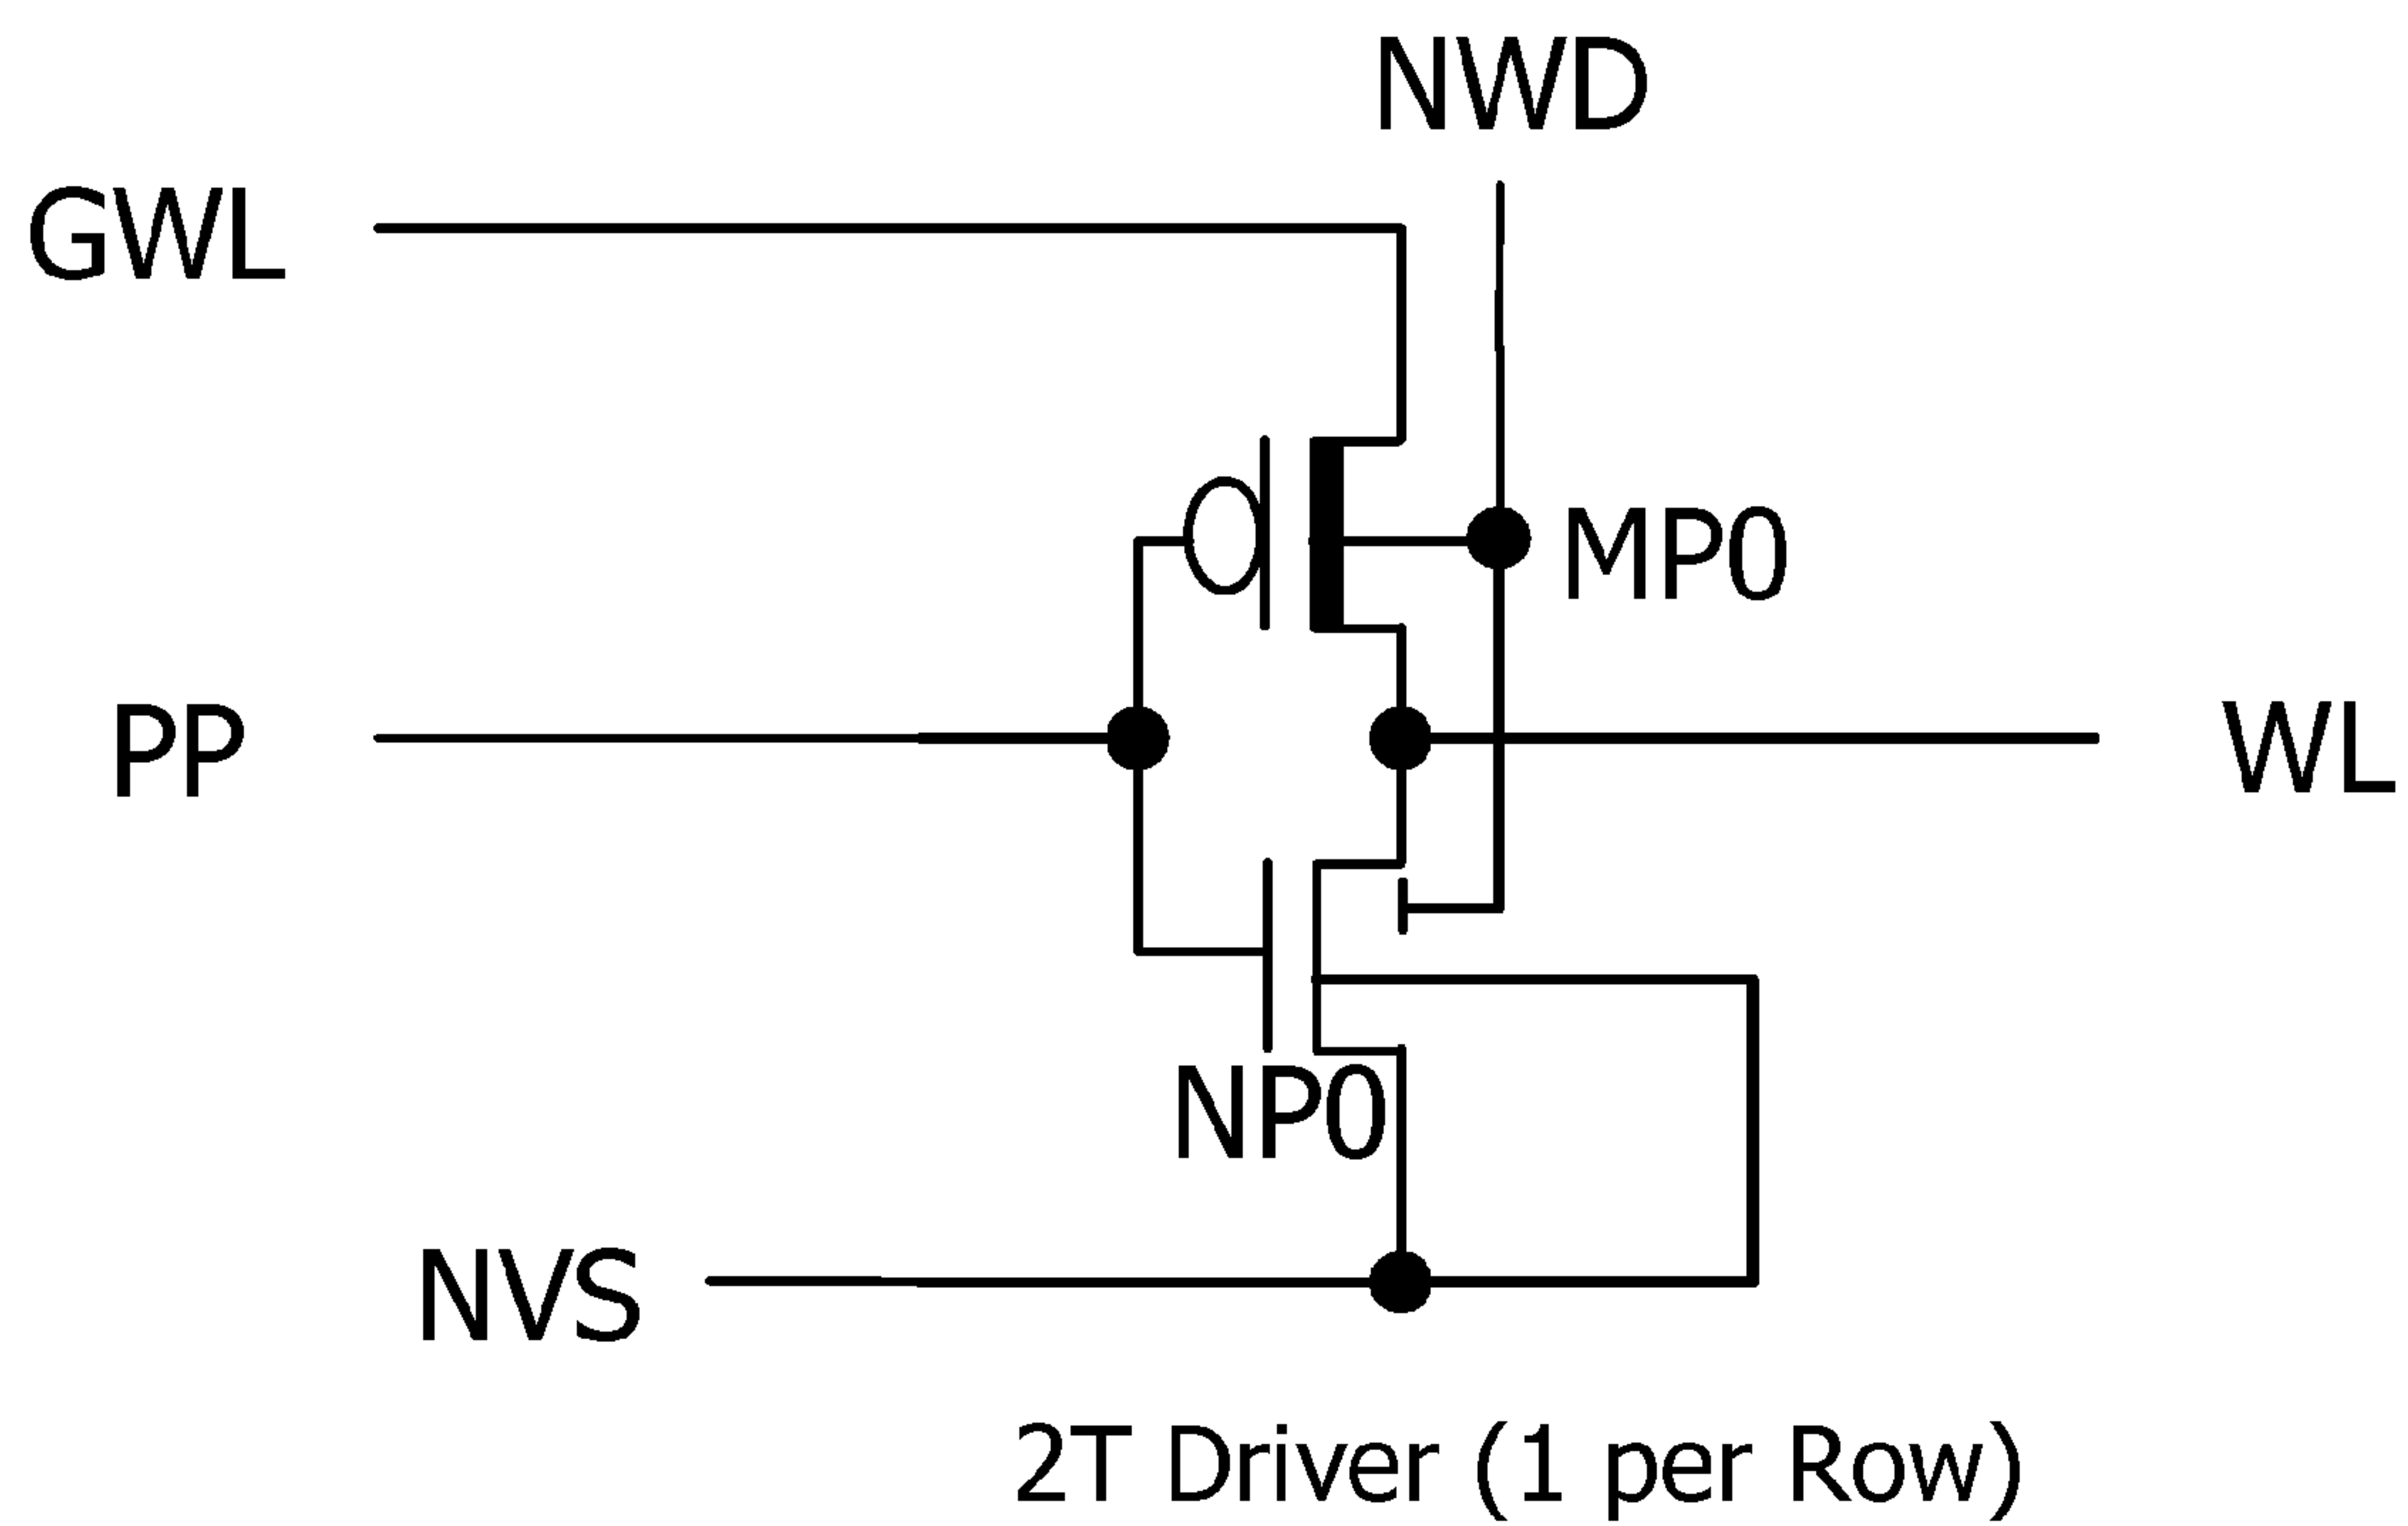 NWD
GWL
MP0
PP
WL
NP0
NVS
2T Driver (1 per Row)